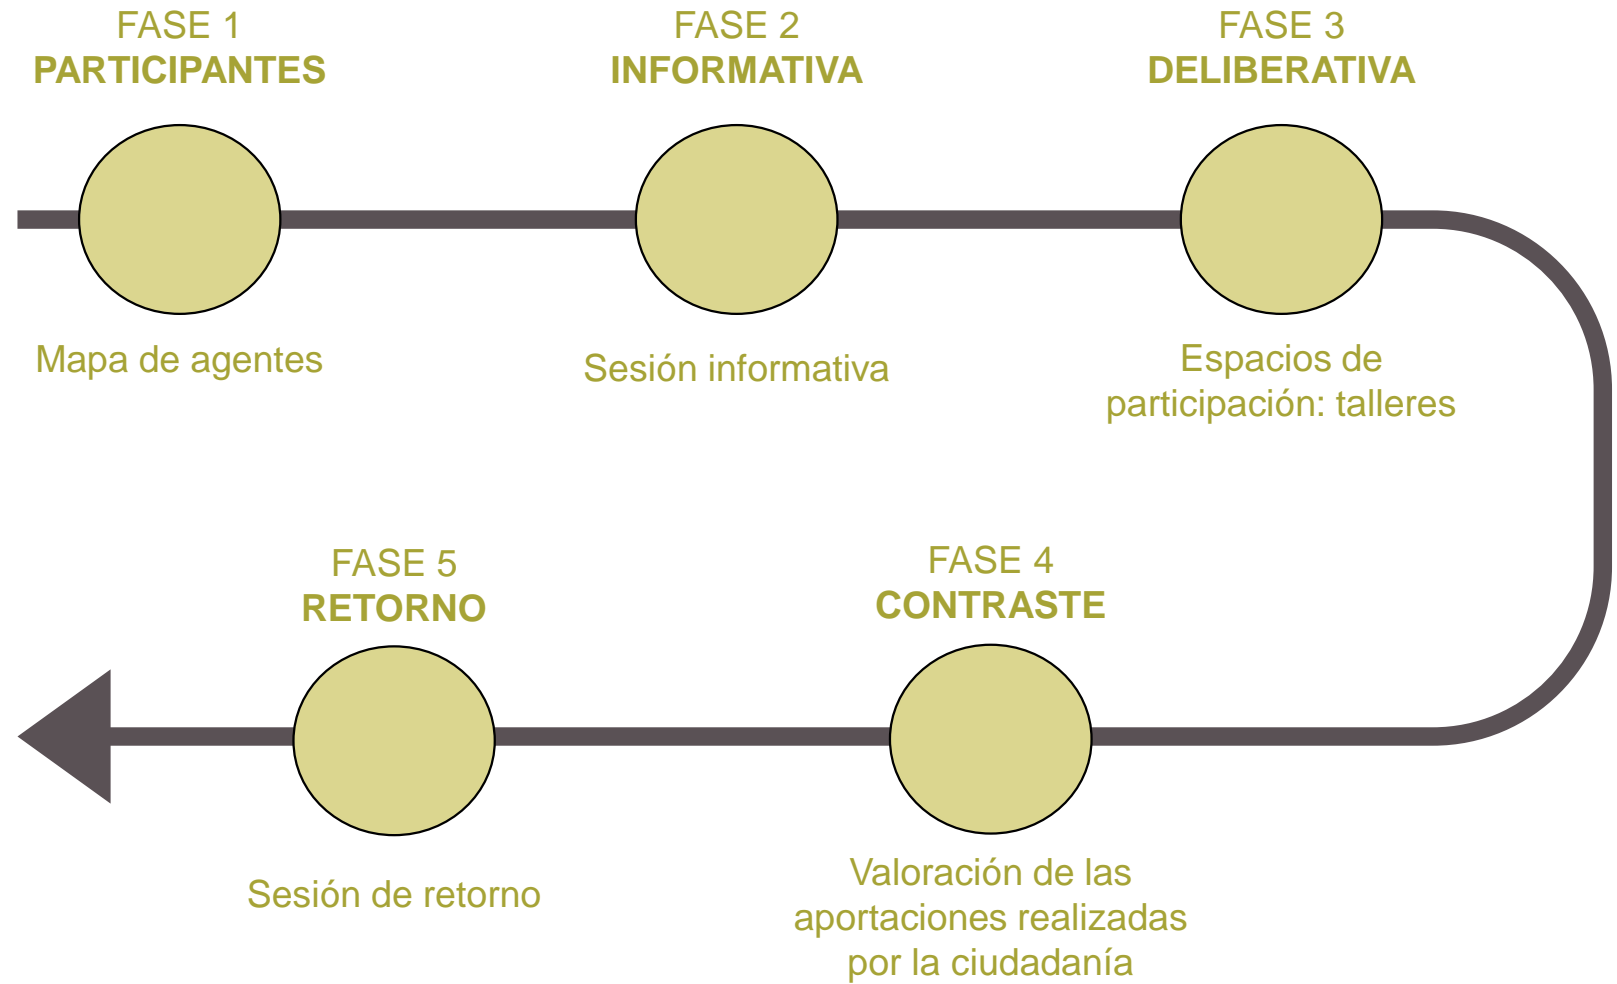 FASE 1
PARTICIPANTES
Mapa de agentes
FASE 2
INFORMATIVA
Sesión informativa
FASE 3
DELIBERATIVA
Espacios de
participación: talleres
FASE 4
CONTRASTE
Valoración de las
aportaciones realizadas
por la ciudadanía
FASE 5
RETORNO
Sesión de retorno